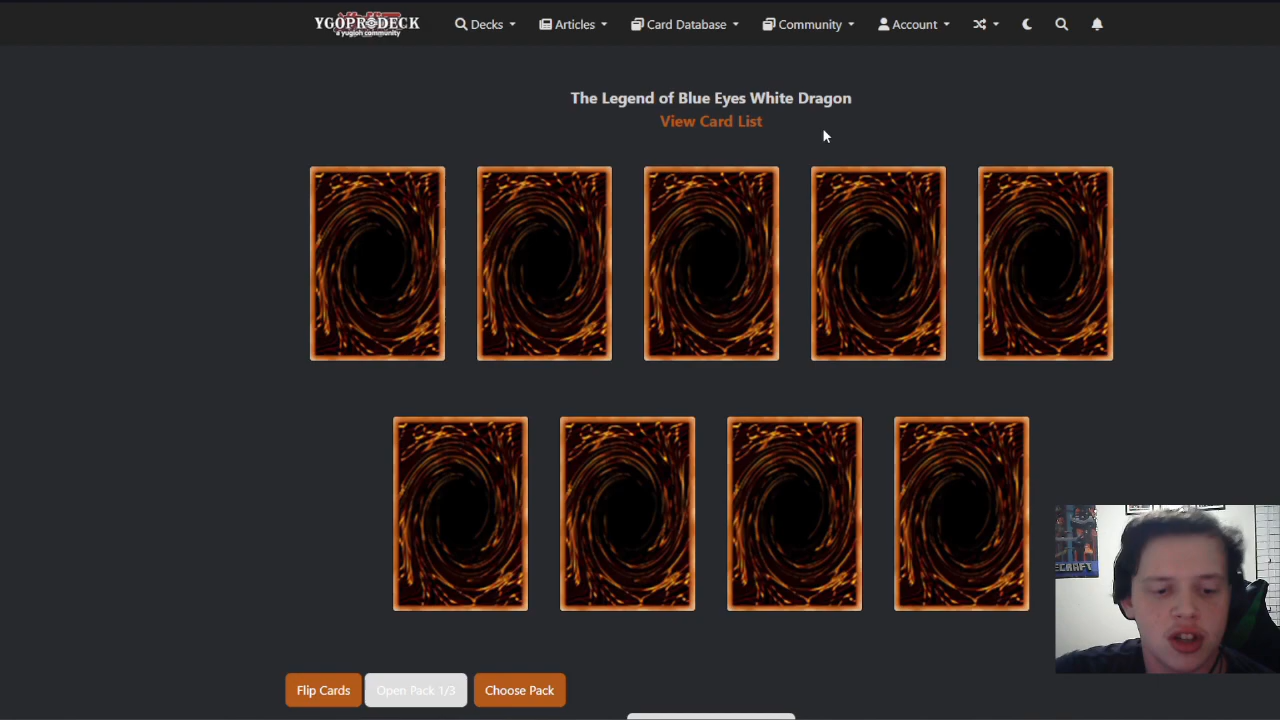 YGOPRODECK
a yugioh community
Decks
Articles
Card Database
Community
Account
The Legend of Blue Eyes White Dragon
View Card List
Flip Cards
Open Pack 1/3
Choose Pack
ECRAFT